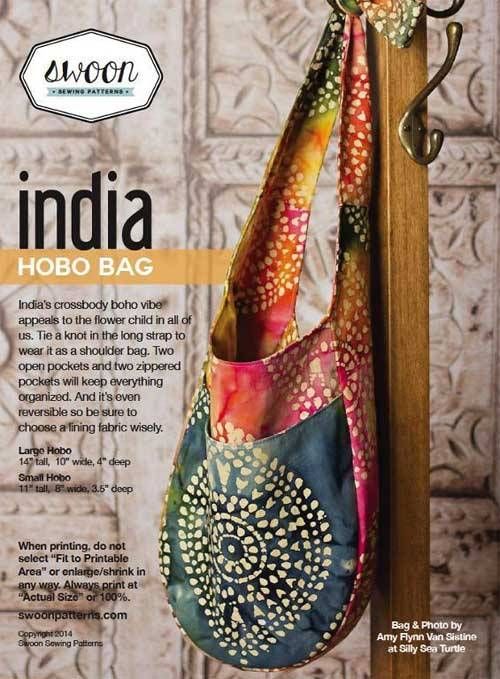 swoon
• SEWING PATTERNS •
india
HOBO BAG
India's crossbody boho vibe
appeals to the flower child in all of
us. Tie a knot in the long strap to
wear it as a shoulder bag. Two
open pockets and two zippered
pockets will keep everything
organized. And it's even
reversible so be sure to
choose a lining fabric wisely.
Large Hobo
14" tall, 10" wide, 4" deep
Small Hobo
11" tall, 8" wide, 3.5" deep
When printing, do not
select "Fit to Printable
Area" or enlarge/shrink in
any way. Always print at
"Actual Size" or 100%.
swoonpatterns.com
Copyright 2014
Swoon Sewing Patterns
Bag & Photo by
Amy Flynn Van Sistine
at Silly Sea Turtle